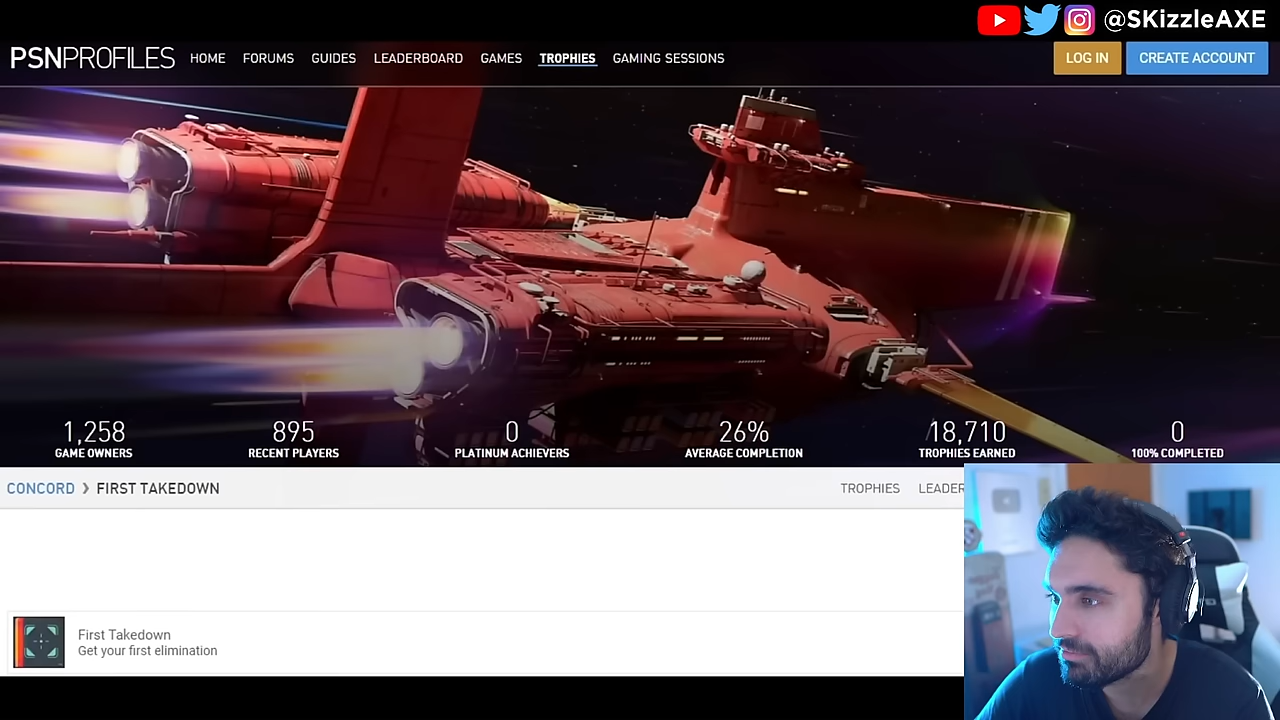 @SKizzleAXE
PSNPROFILES HOME FORUMS GUIDES LEADERBOARD GAMES TROPHIES GAMING SESSIONS LOG IN CREATE ACCOUNT
1,258 895 0 26% 18,710 0
GAME OWNERS RECENT PLAYERS PLATINUM ACHIEVERS AVERAGE COMPLETION TROPHIES EARNED 100% COMPLETED
CONCORD > FIRST TAKEDOWN TROPHIES LEADER
First Takedown
Get your first elimination